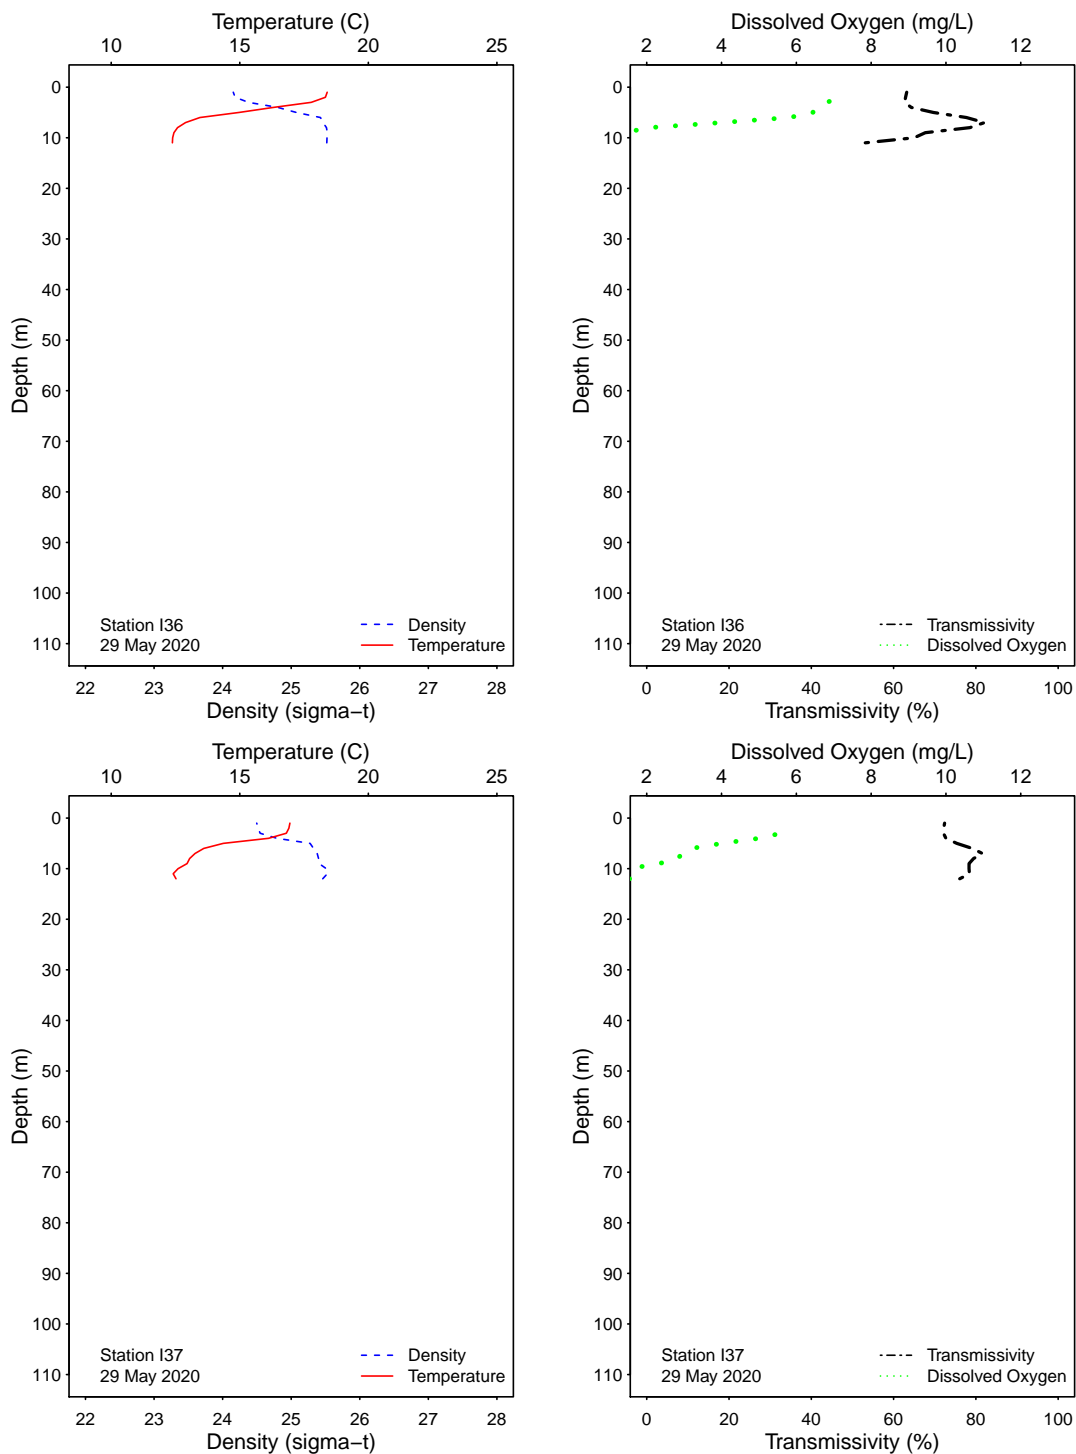 Temperature (C)
10 15 20 25
0
10
20
30
40
50
60
70
80
90
100
110
Depth (m)
Station I36
29 May 2020
Density
Temperature
22 23 24 25 26 27 28
Density (sigma−t)
Dissolved Oxygen (mg/L)
2 4 6 8 10 12
0
10
20
30
40
50
60
70
80
90
100
110
Depth (m)
Station I36
29 May 2020
Transmissivity
Dissolved Oxygen
0 20 40 60 80 100
Transmissivity (%)
Temperature (C)
10 15 20 25
0
10
20
30
40
50
60
70
80
90
100
110
Depth (m)
Station I37
29 May 2020
Density
Temperature
22 23 24 25 26 27 28
Density (sigma−t)
Dissolved Oxygen (mg/L)
2 4 6 8 10 12
0
10
20
30
40
50
60
70
80
90
100
110
Depth (m)
Station I37
29 May 2020
Transmissivity
Dissolved Oxygen
0 20 40 60 80 100
Transmissivity (%)